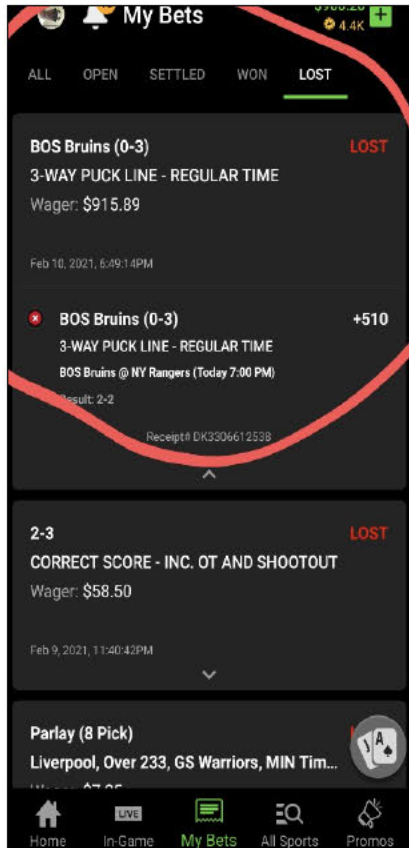 My Bets
4.4K
ALL OPEN SETTLED WON LOST
BOS Bruins (0-3) LOST
3-WAY PUCK LINE - REGULAR TIME
Wager: $915.89
Feb 10, 2021, 6:49:14PM
BOS Bruins (0-3) +510
3-WAY PUCK LINE - REGULAR TIME
BOS Bruins @ NY Rangers (Today 7:00 PM)
Result: 2-2
Receipt# DK3306612538
2-3 LOST
CORRECT SCORE - INC. OT AND SHOOTOUT
Wager: $58.50
Feb 9, 2021, 11:40:42PM
Parlay (8 Pick)
Liverpool, Over 233, GS Warriors, MIN Tim...
J A
LIVE
Home In-Game My Bets All Sports Promos